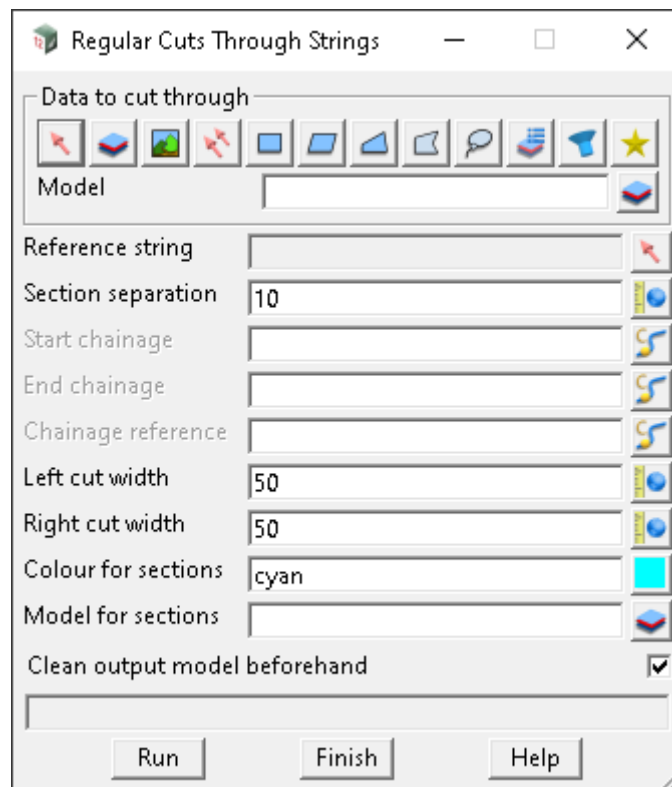 Regular Cuts Through Strings
Data to cut through
Model
Reference string
Section separation 10
Start chainage
End chainage
Chainage reference
Left cut width 50
Right cut width 50
Colour for sections cyan
Model for sections
Clean output model beforehand
Run Finish Help